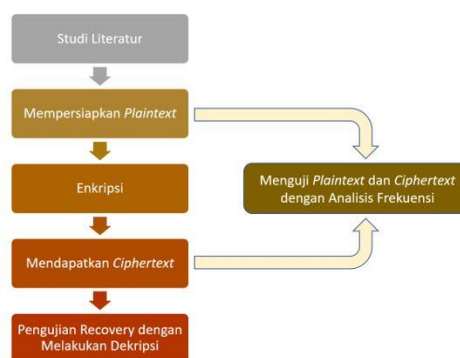 Studi Literatur
Mempersiapkan Plaintext
Enkripsi
Menguji Plaintext dan Ciphertext
dengan Analisis Frekuensi
Mendapatkan Ciphertext
Pengujian Recovery dengan
Melakukan Dekripsi